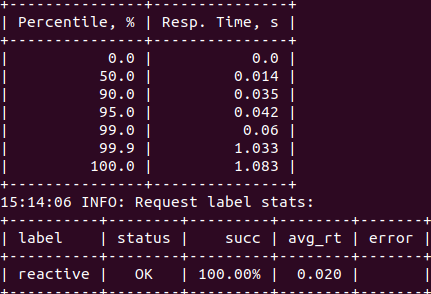 +---------------+---------------+
| Percentile, % | Resp. Time, s |
+---------------+---------------+
|           0.0 |           0.0 |
|          50.0 |         0.014 |
|          90.0 |         0.035 |
|          95.0 |         0.042 |
|          99.0 |          0.06 |
|          99.9 |         1.033 |
|         100.0 |         1.083 |
+---------------+---------------+
15:14:06 INFO: Request label stats:
+----------+--------+---------+--------+-------+
| label    | status |    succ | avg_rt | error |
+----------+--------+---------+--------+-------+
| reactive |   OK   | 100.00% |  0.020 |       |
+----------+--------+---------+--------+-------+